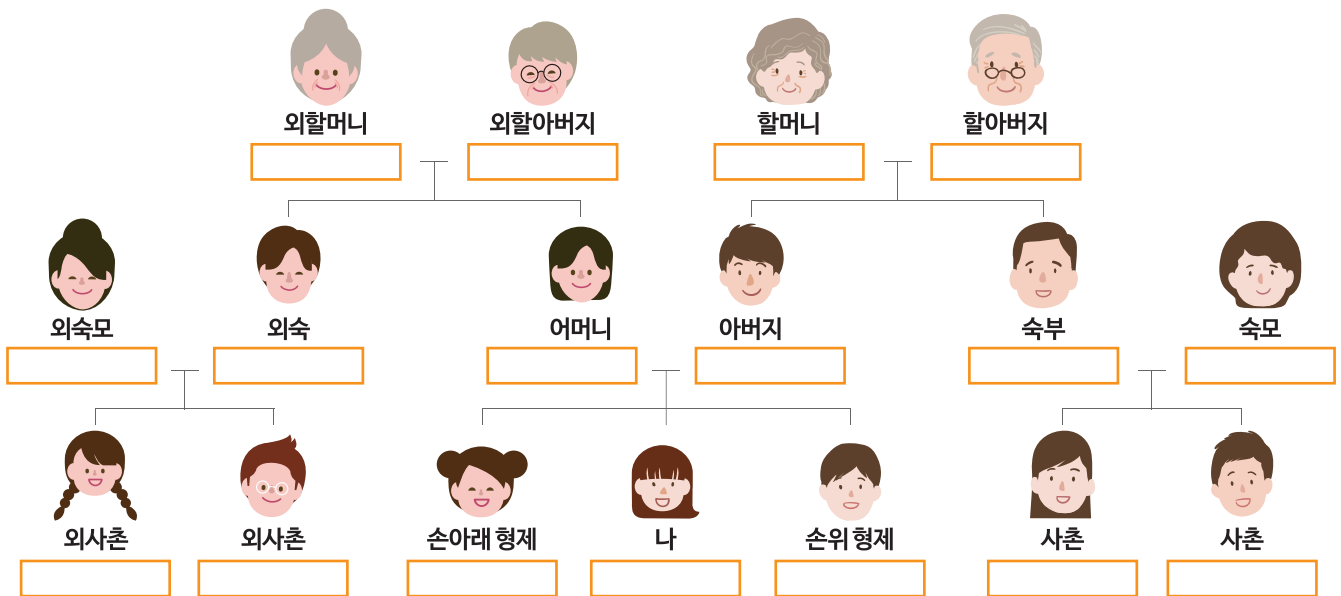 외할머니 외할아버지 할머니 할아버지
외숙모 외숙 어머니 아버지 숙부 숙모
외사촌 외사촌 손아래 형제 나 손위 형제 사촌 사촌